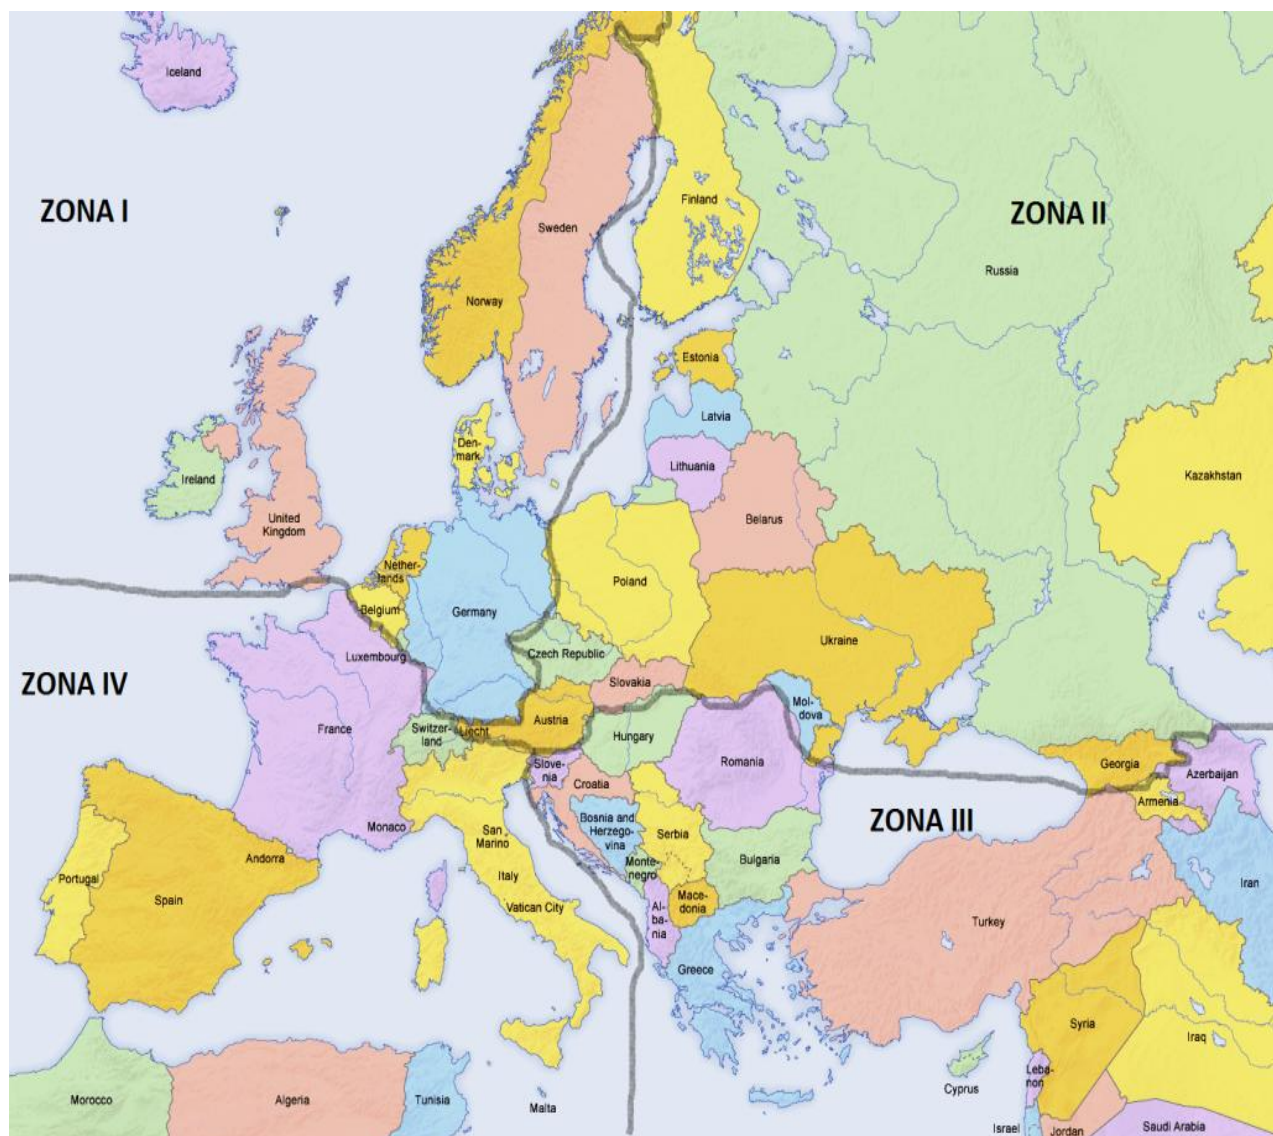 Iceland
ZONA I
ZONA II
Finland
Sweden
Russia
Norway
Estonia
Latvia
Den-
mark
Lithuania
Kazakhstan
Ireland
United
Kingdom
Belarus
Nether-
lands
Poland
Belgium
Germany
Ukraine
Czech Republic
Luxembourg
Slovakia
ZONA IV
Mol-
dova
Austria
France
Switzer-
land
Liecht
Hungary
Romania
Slove-
nia
Georgia
Azerbaijan
Croatia
Armenia
Bosnia and
Herzego-
vina
ZONA III
Monaco
San
Marino
Serbia
Andorra
Monte-
negro
Bulgaria
Portugal
Italy
Iran
Spain
Vatican City
Mace-
donia
Al-
ba-
nia
Turkey
Greece
Syria
Iraq
Leba-
non
Cyprus
Morocco
Algeria
Tunisia
Malta
Israel
Jordan
Saudi Arabia